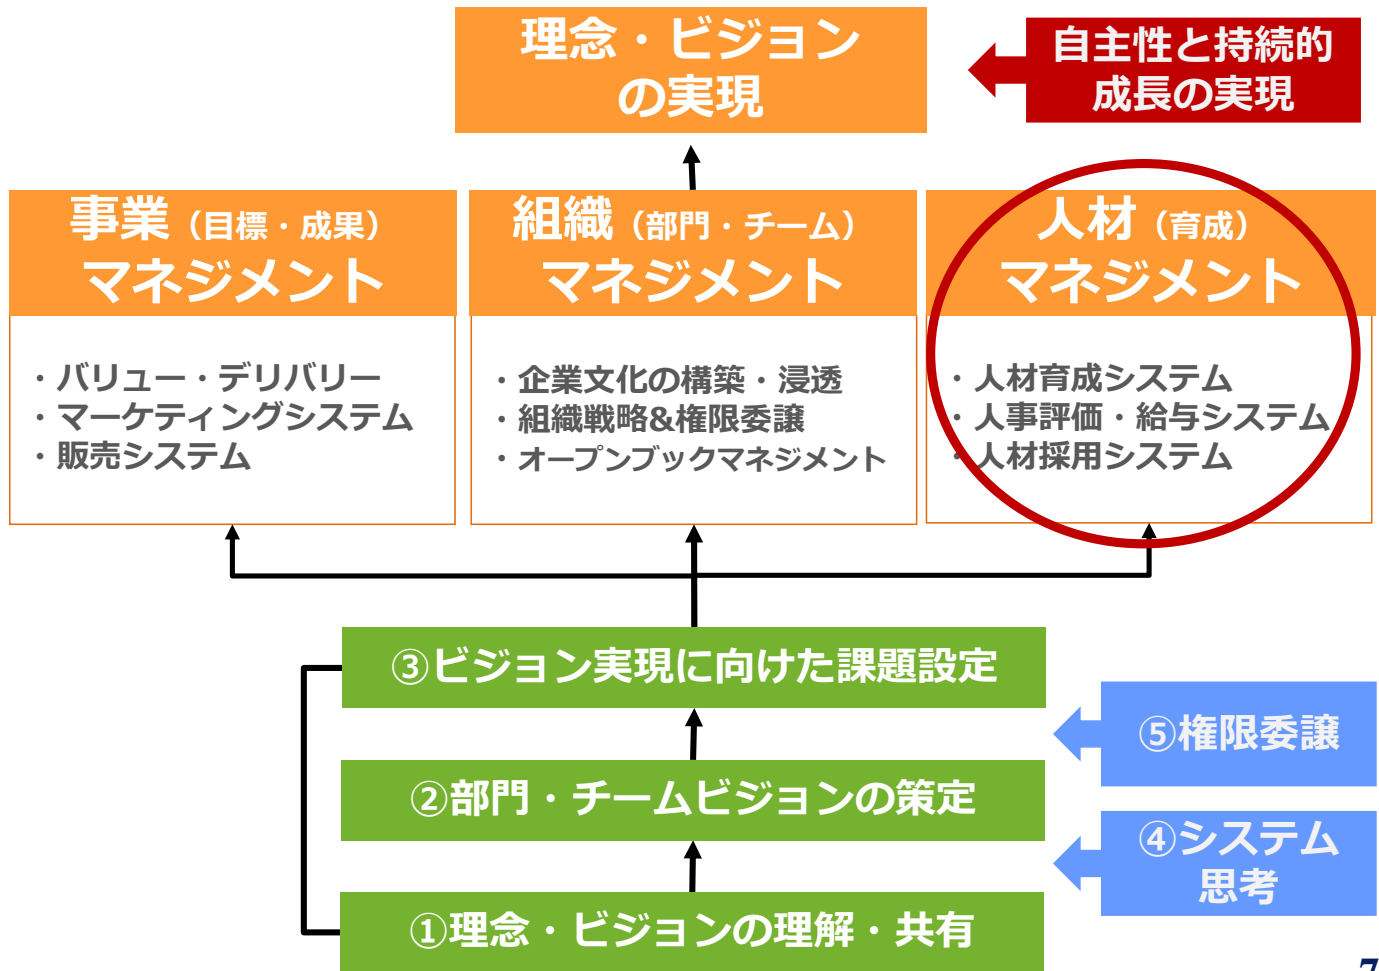 理念・ビジョン
の実現
自主性と持続的
成長の実現
事業（目標・成果）
マネジメント
・バリュー・デリバリー
・マーケティングシステム
・販売システム
組織（部門・チーム）
マネジメント
・企業文化の構築・浸透
・組織戦略&権限委譲
・オープンブックマネジメント
人材（育成）
マネジメント
・人材育成システム
・人事評価・給与システム
・人材採用システム
③ビジョン実現に向けた課題設定
⑤権限委譲
②部門・チームビジョンの策定
④システム
思考
①理念・ビジョンの理解・共有
7